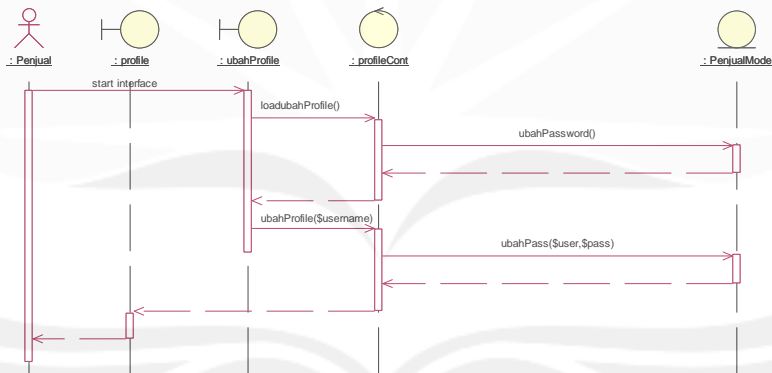 : Penjual
: profile
: ubahProfile
: profileCont
: PenjualMode
start interface
loadubahProfile()
ubahPassword()
ubahProfile($username)
ubahPass($user,$pass)